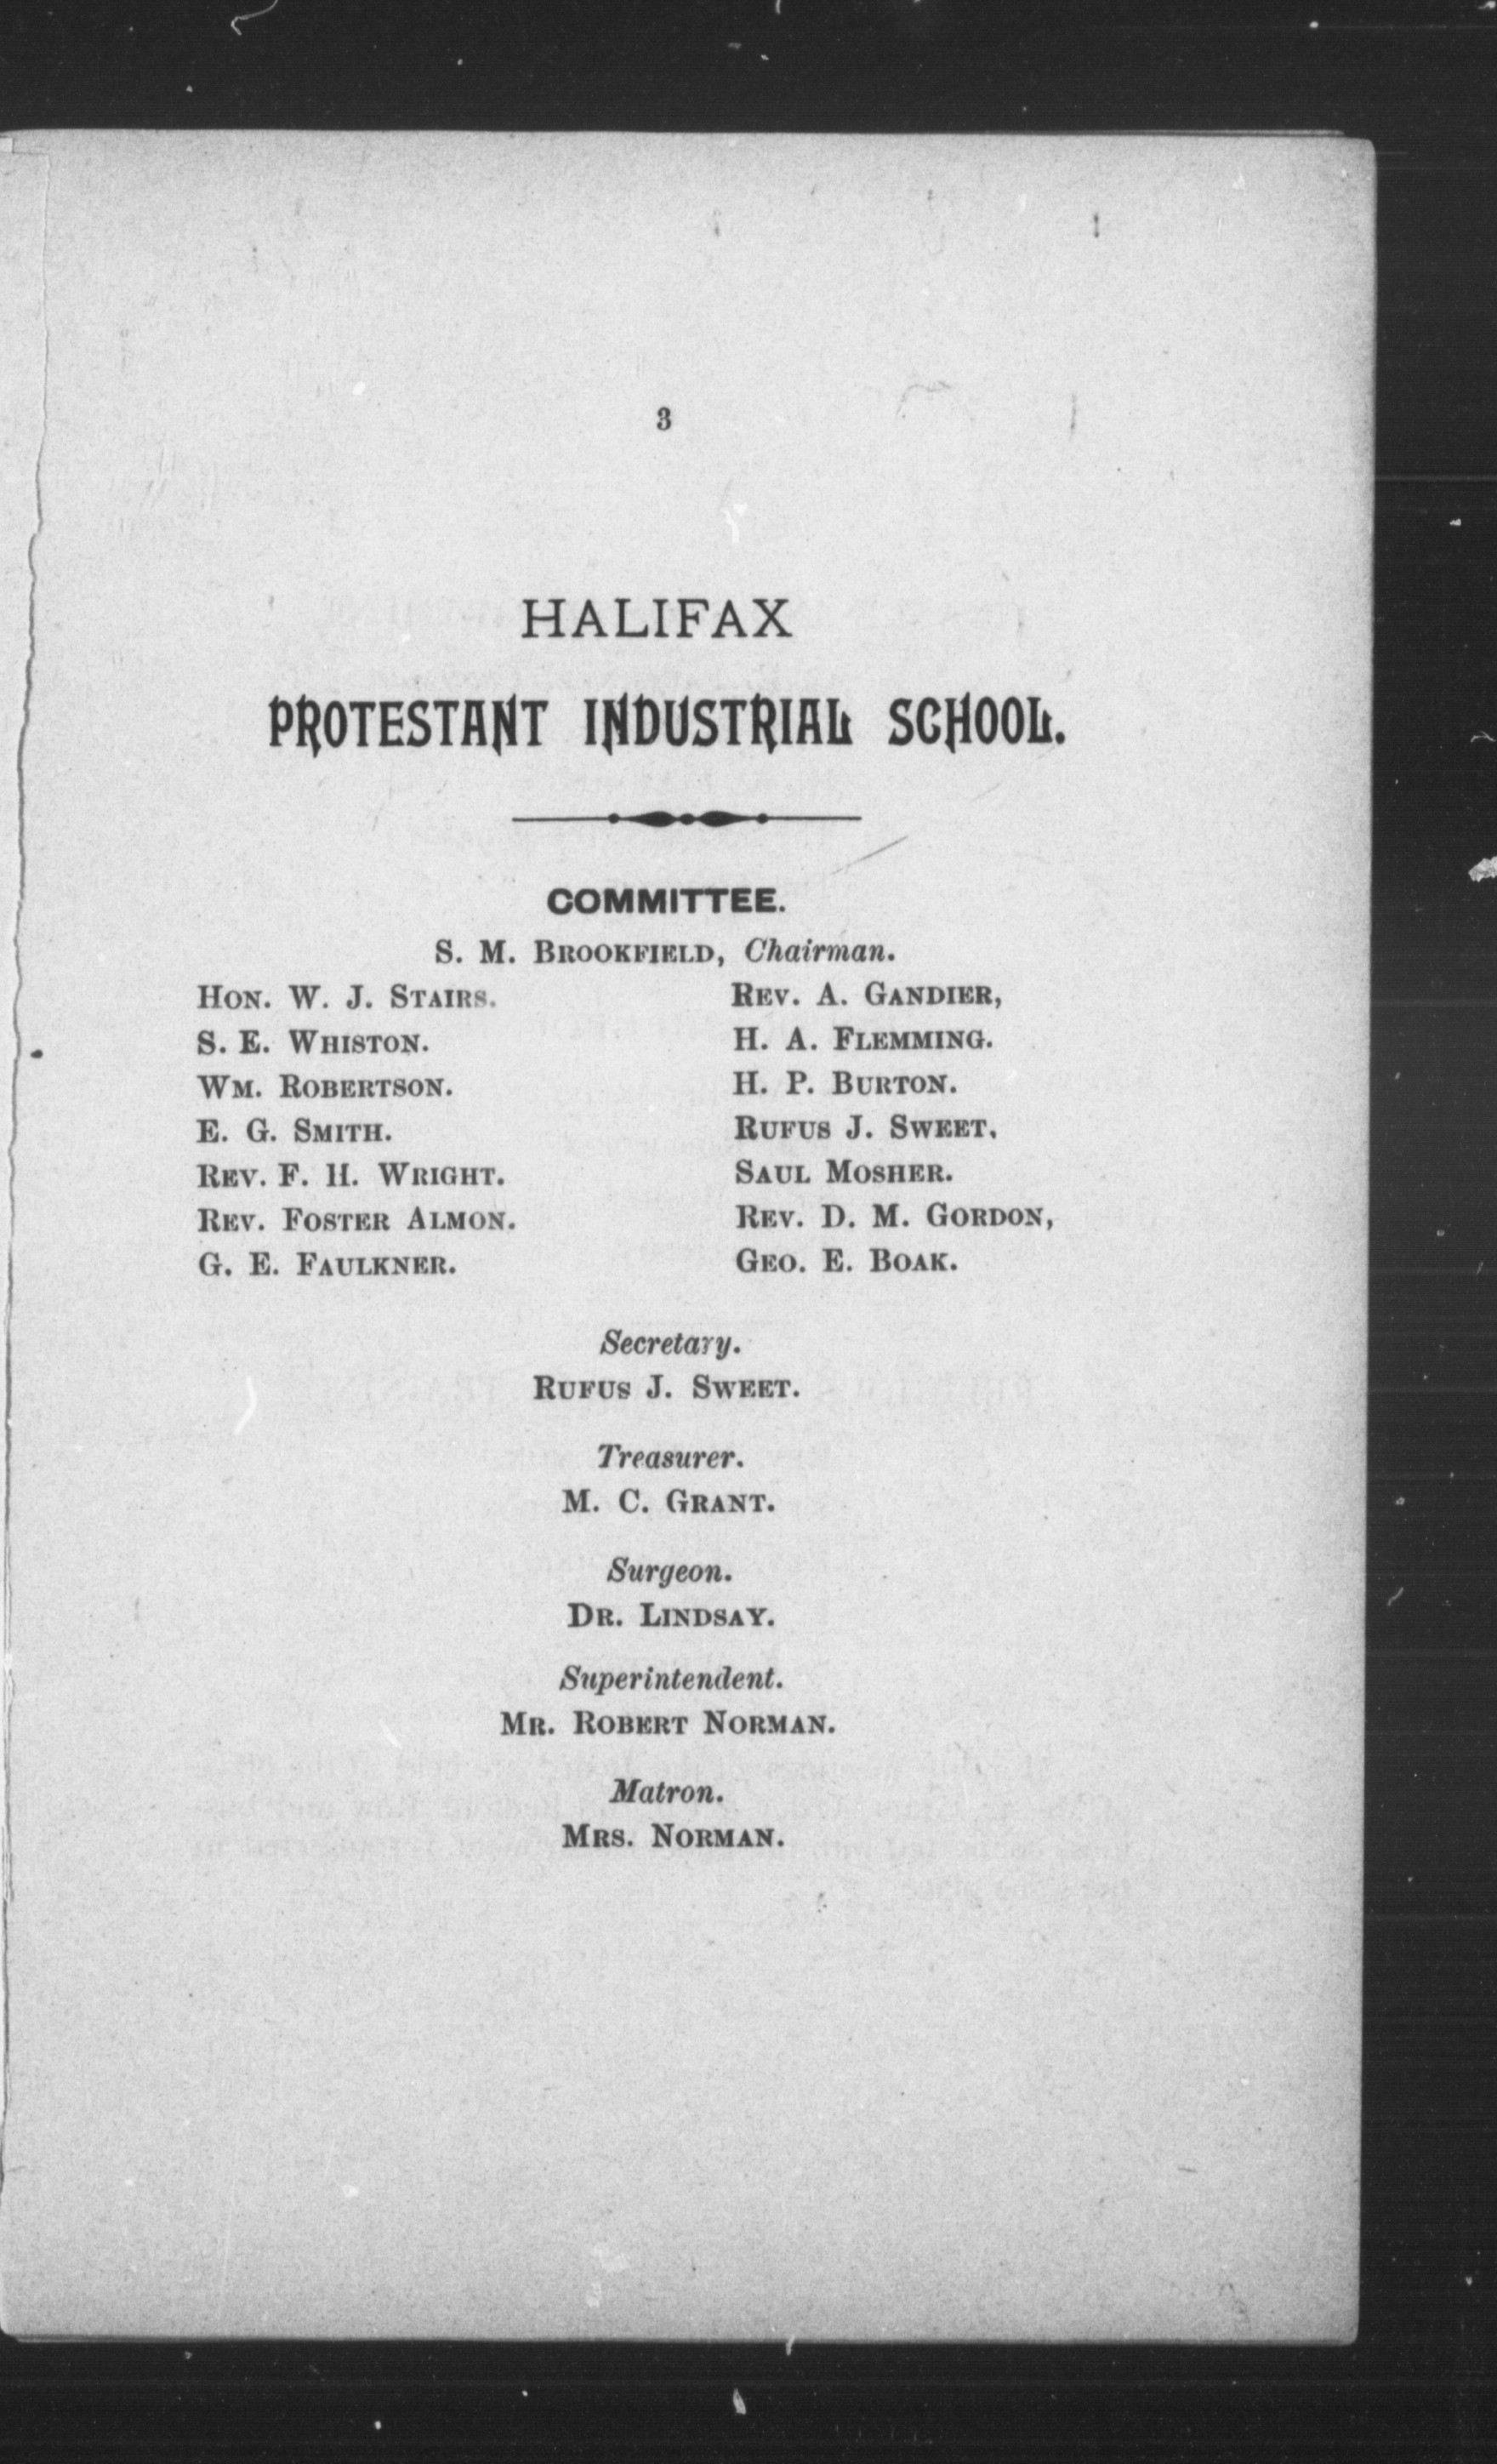 3
HALIFAX
PROTESTANT INDUSTRIAL SCHOOL.
COMMITTEE.
S. M. BROOKFIELD, Chairman.
HON. W. J. STAIRS.
S. E. WHISTON.
WM. ROBERTSON.
E. G. SMITH.
REV. F. H. WRIGHT.
REV. FOSTER ALMON.
G. E. FAULKNER.
REV. A. GANDIER,
H. A. FLEMMING.
H. P. BURTON.
RUFUS J. SWEET,
SAUL MOSHER.
REV. D. M. GORDON,
GEO. E. BOAK.
Secretary.
RUFUS J. SWEET.
Treasurer.
M. C. GRANT.
Surgeon.
DR. LINDSAY.
Superintendent.
MR. ROBERT NORMAN.
Matron.
MRS. NORMAN.